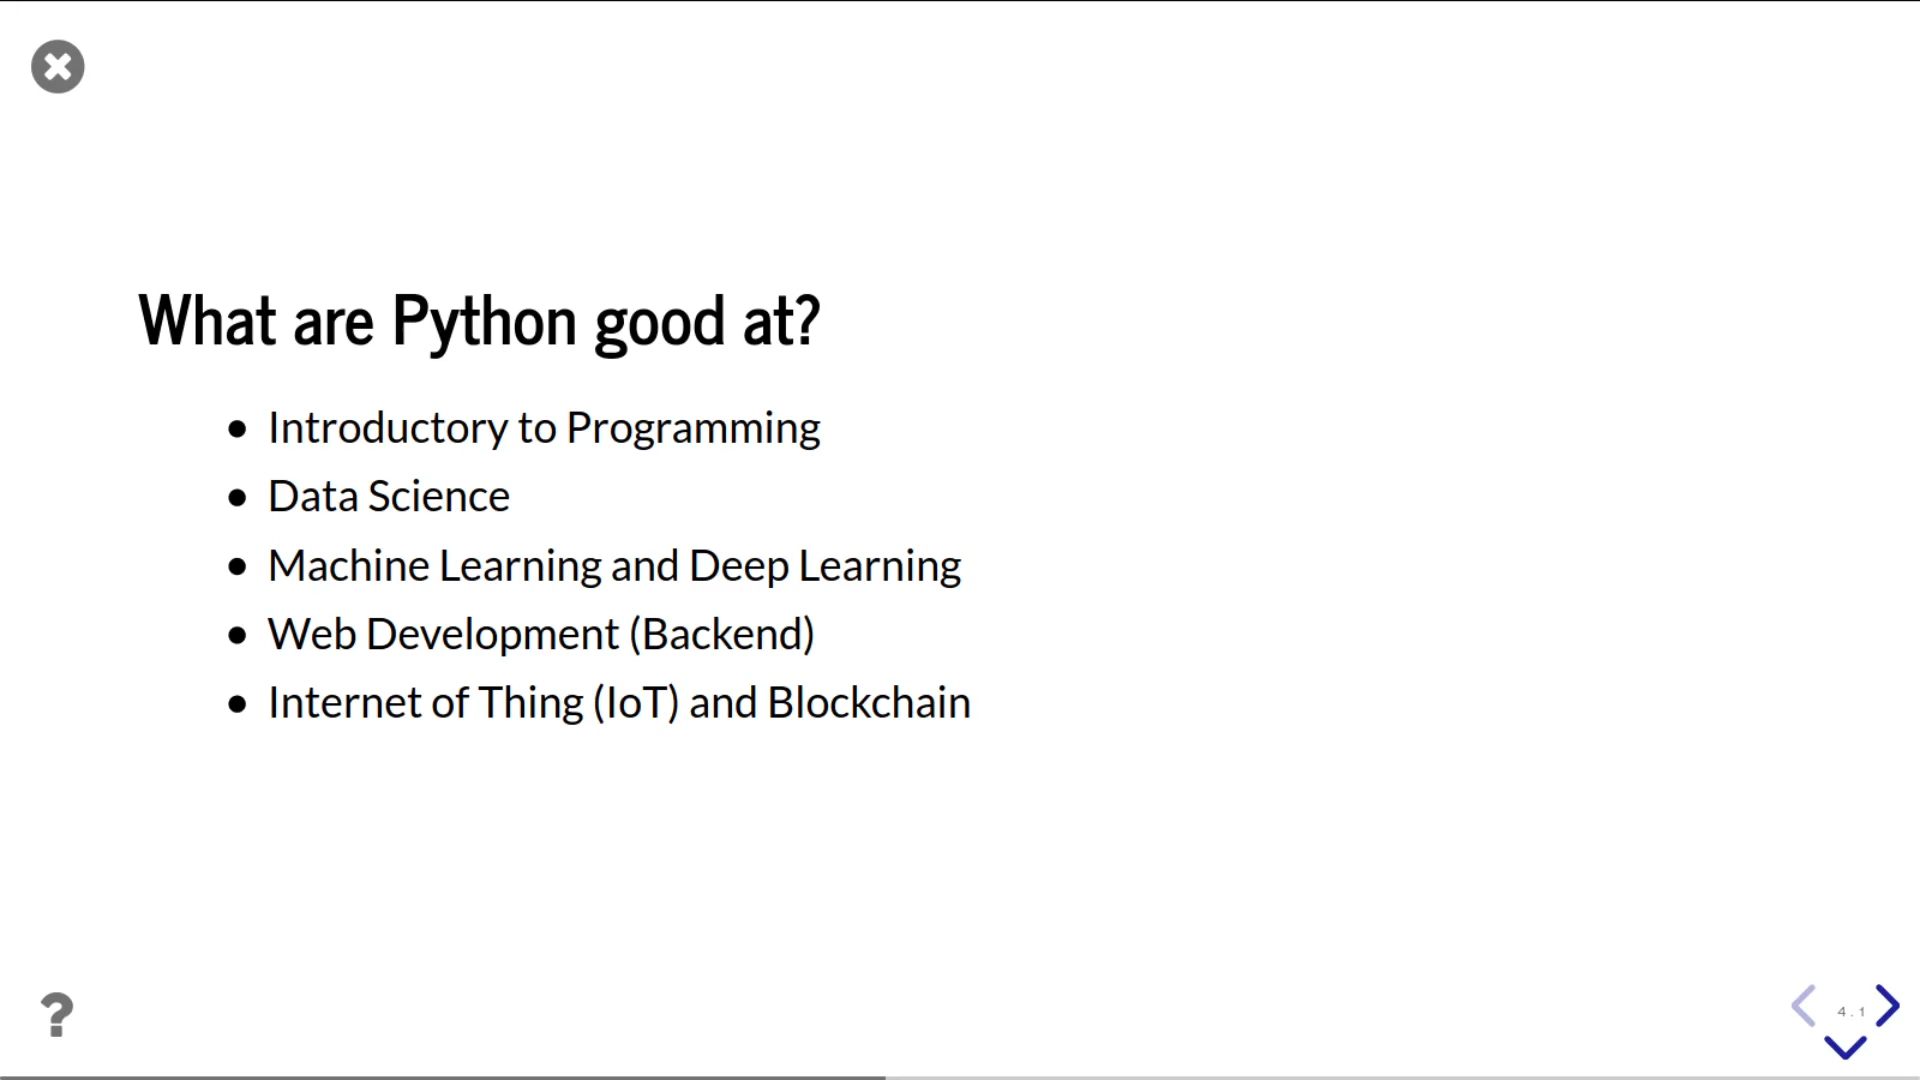 What are Python good at?
Introductory to Programming
Data Science
Machine Learning and Deep Learning
Web Development (Backend)
Internet of Thing (IoT) and Blockchain
?
4 . 1